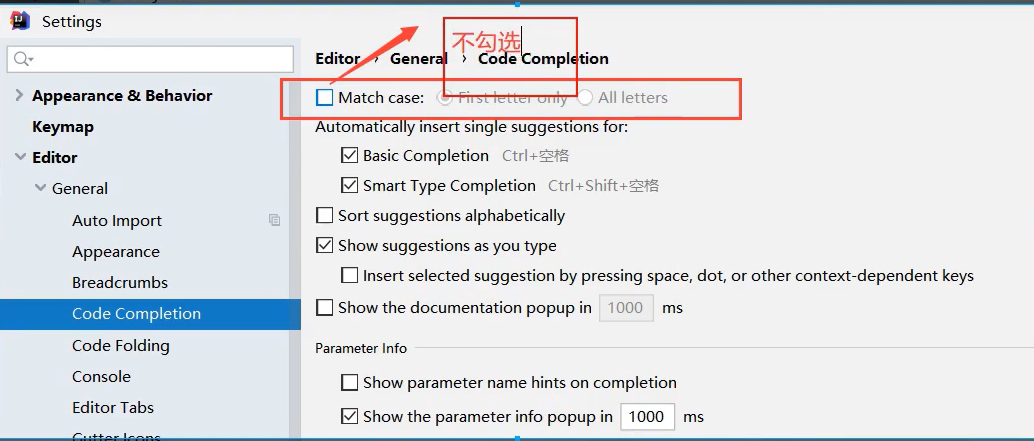 Settings
不勾选
Editor › General › Code Completion
Match case: First letter only All letters
Appearance & Behavior
Keymap
Editor
General
Auto Import
Appearance
Breadcrumbs
Code Completion
Code Folding
Console
Editor Tabs
Gutter Icons
Automatically insert single suggestions for:
Basic Completion Ctrl+空格
Smart Type Completion Ctrl+Shift+空格
Sort suggestions alphabetically
Show suggestions as you type
Insert selected suggestion by pressing space, dot, or other context-dependent keys
Show the documentation popup in 1000 ms
Parameter Info
Show parameter name hints on completion
Show the parameter info popup in 1000 ms